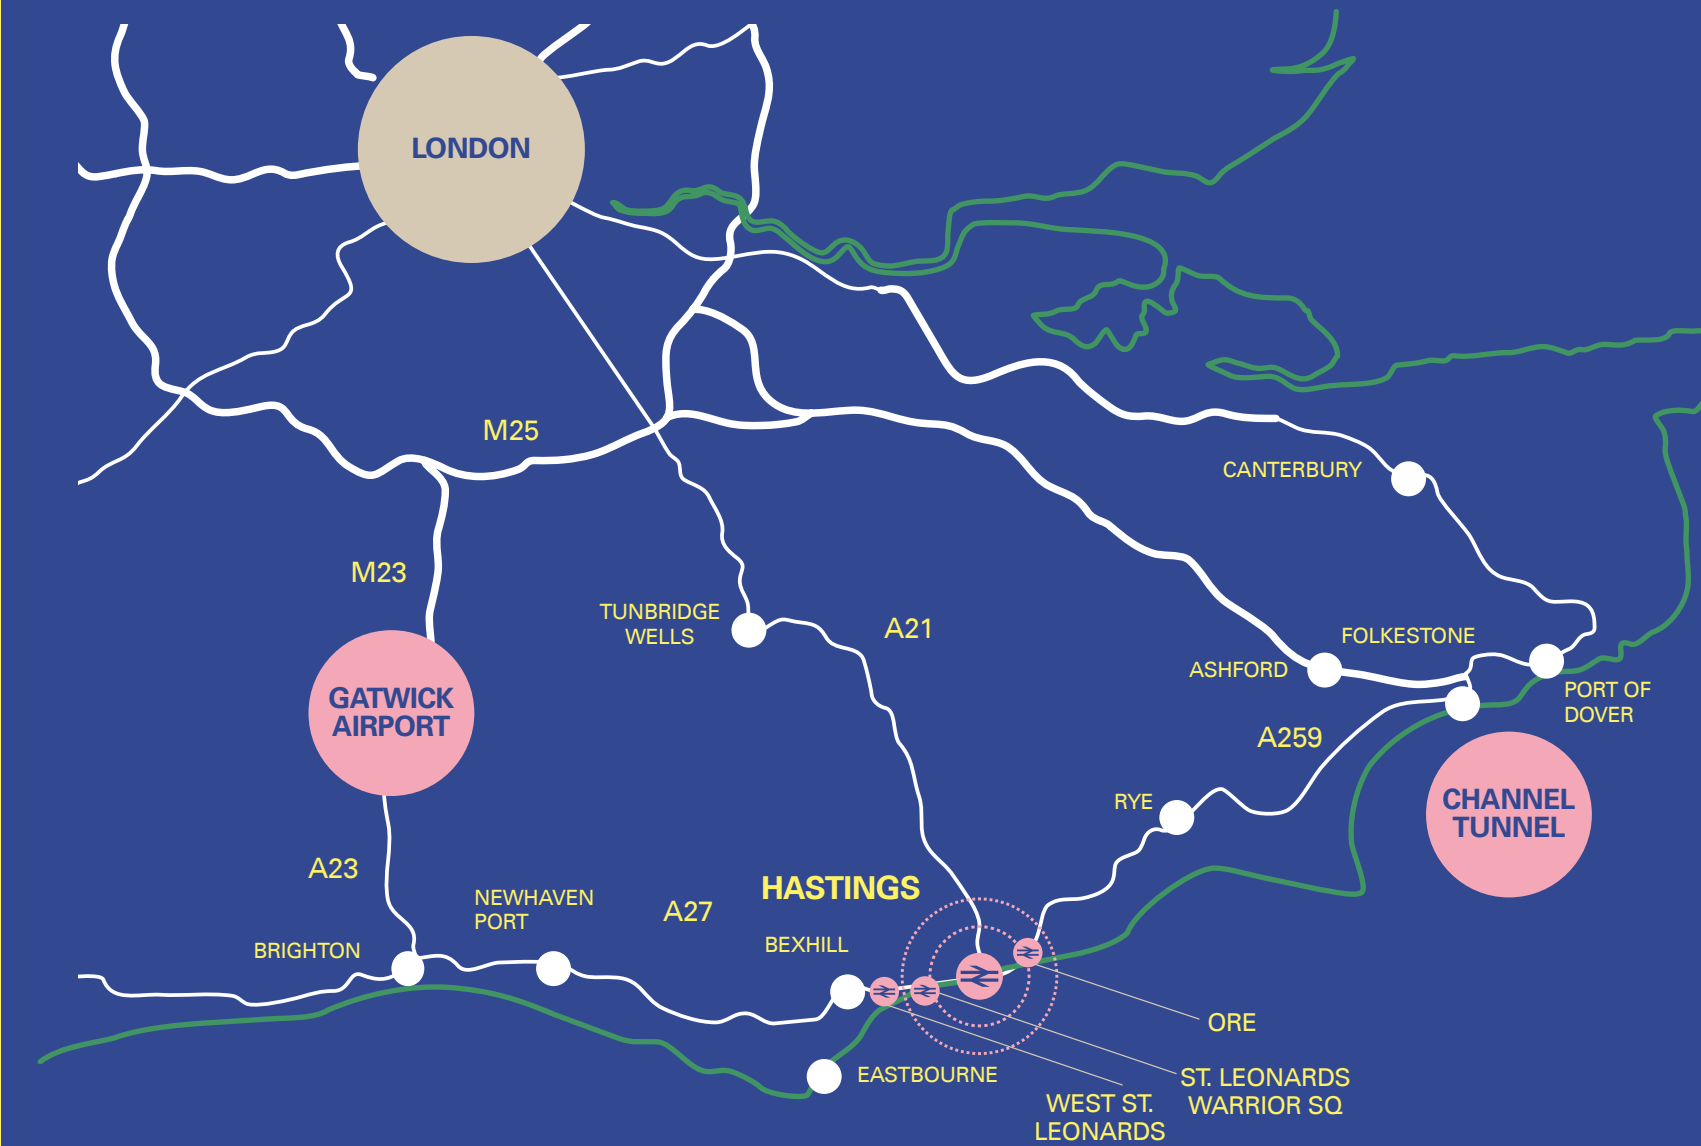 LONDON
M25
CANTERBURY
M23
TUNBRIDGE
WELLS
A21
FOLKESTONE
ASHFORD
PORT OF
DOVER
GATWICK
AIRPORT
A259
CHANNEL
TUNNEL
RYE
A23
HASTINGS
NEWHAVEN
PORT
A27
BEXHILL
BRIGHTON
ORE
EASTBOURNE
ST. LEONARDS
WARRIOR SQ
WEST ST.
LEONARDS